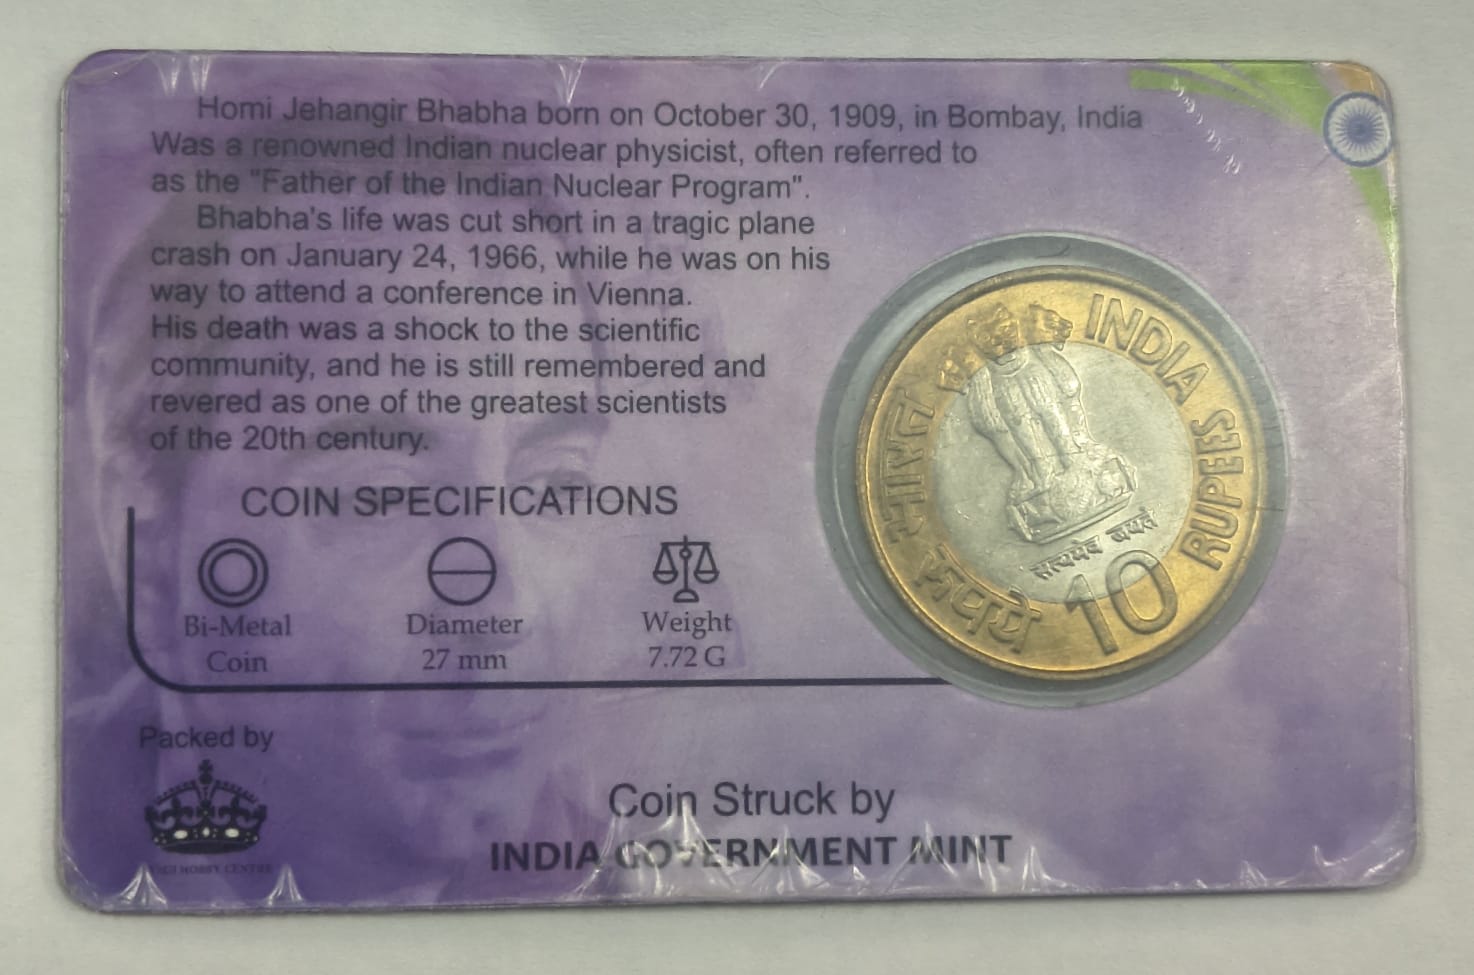 Homi Jehangir Bhabha born on October 30, 1909, in Bombay, India
Was a renowned Indian nuclear physicist, often referred to
as the "Father of the Indian Nuclear Program".
Bhabha's life was cut short in a tragic plane
crash on January 24, 1966, while he was on his
way to attend a conference in Vienna.
His death was a shock to the scientific
community, and he is still remembered and
revered as one of the greatest scientists
of the 20th century.
COIN SPECIFICATIONS
Bi-Metal
Coin
Diameter
27 mm
Weight
7.72 G
भारत
INDIA
सत्यमेव जयते
रुपये
10
RUPEES
Packed by
HOBBY CENTRE
Coin Struck by
INDIA GOVERNMENT MINT